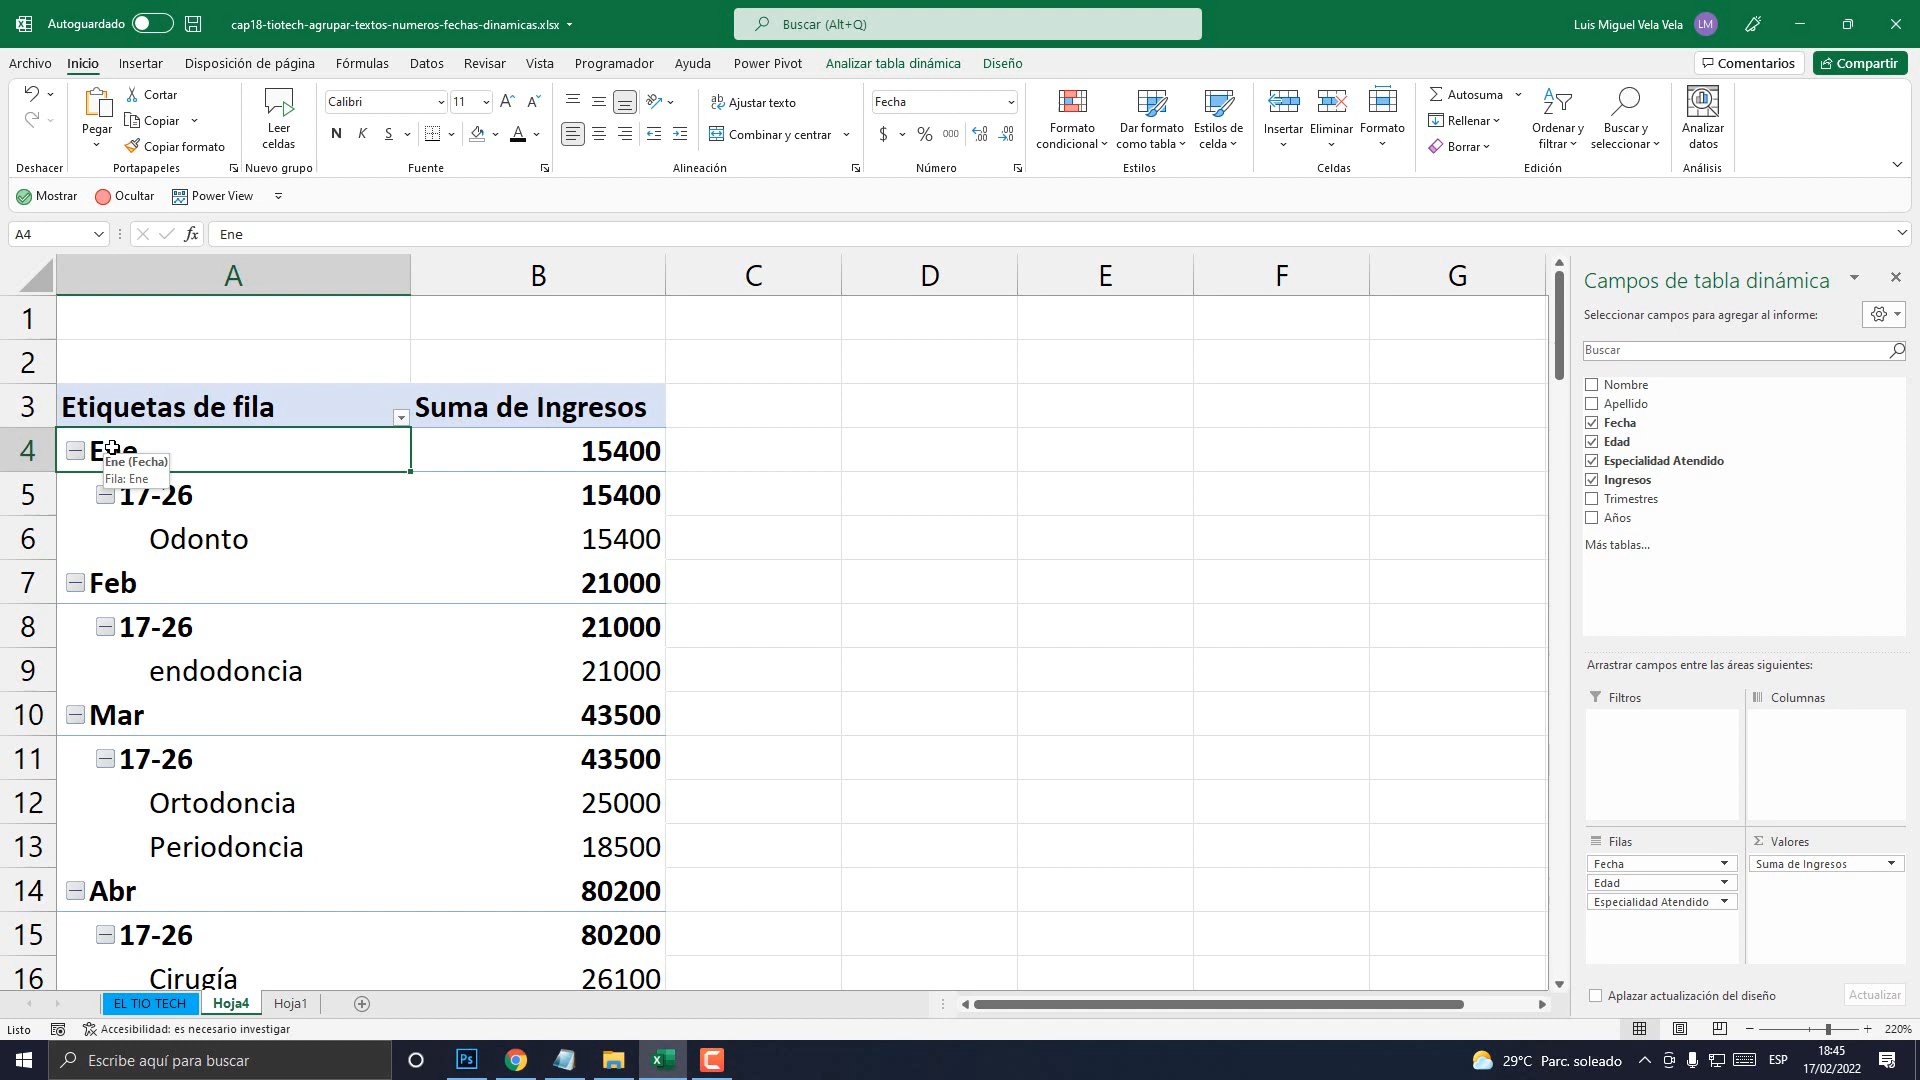 Autoguardado
cap18-tiotech-agrupar-textos-numeros-fechas-dinamicas.xlsx
Buscar (Alt+Q)
Luis Miguel Vela Vela
LM
Archivo Inicio Insertar Disposición de página Fórmulas Datos Revisar Vista Programador Ayuda Power Pivot Analizar tabla dinámica Diseño
Comentarios
Compartir
Pegar
Cortar
Copiar
Copiar formato
Leer celdas
Calibri 11
N K S
Ajustar texto
Combinar y centrar
Fecha
$ % 000
Formato condicional
Dar formato como tabla
Estilos de celda
Insertar
Eliminar
Formato
Autosuma
Rellenar
Borrar
Ordenar y filtrar
Buscar y seleccionar
Analizar datos
Deshacer Portapapeles Nuevo grupo Fuente Alineación Número Estilos Celdas Edición Análisis
Mostrar Ocultar Power View
A4 fx Ene
A B C D E F G
1
2
3 Etiquetas de fila Suma de Ingresos
4 Ene 15400
Ene (Fecha)
Fila: Ene
5 17-26 15400
6 Odonto 15400
7 Feb 21000
8 17-26 21000
9 endodoncia 21000
10 Mar 43500
11 17-26 43500
12 Ortodoncia 25000
13 Periodoncia 18500
14 Abr 80200
15 17-26 80200
16 Cirugía 26100
Campos de tabla dinámica
Seleccionar campos para agregar al informe:
Buscar
Nombre
Apellido
Fecha
Edad
Especialidad Atendido
Ingresos
Trimestres
Años
Más tablas...
Arrastrar campos entre las áreas siguientes:
Filtros
Columnas
Filas
Fecha
Edad
Especialidad Atendido
Σ Valores
Suma de Ingresos
Aplazar actualización del diseño
Actualizar
EL TIO TECH Hoja4 Hoja1
Listo
Accesibilidad: es necesario investigar
220%
Escribe aquí para buscar
Ps
29°C Parc. soleado
ESP
18:45
17/02/2022